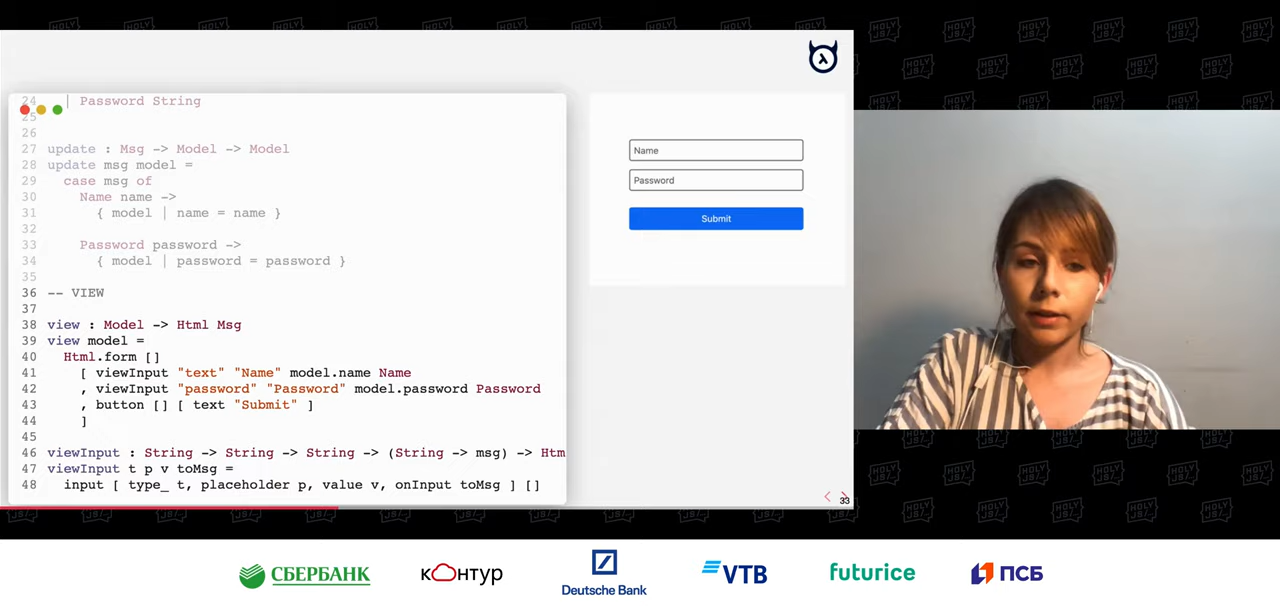 24 | Password String
25
26
27 update : Msg -> Model -> Model
28 update msg model =
29 case msg of
30 Name name ->
31 { model | name = name }
32
33 Password password ->
34 { model | password = password }
35
36 -- VIEW
37
38 view : Model -> Html Msg
39 view model =
40 Html.form []
41 [ viewInput "text" "Name" model.name Name
42 , viewInput "password" "Password" model.password Password
43 , button [] [ text "Submit" ]
44 ]
45
46 viewInput : String -> String -> String -> (String -> msg) -> Htm
47 viewInput t p v toMsg =
48 input [ type_ t, placeholder p, value v, onInput toMsg ] []
Name
Password
Submit
33
HOLY JS/
СБЕРБАНК
КОНТУР
Deutsche Bank
VTB
futurice
ПСБ